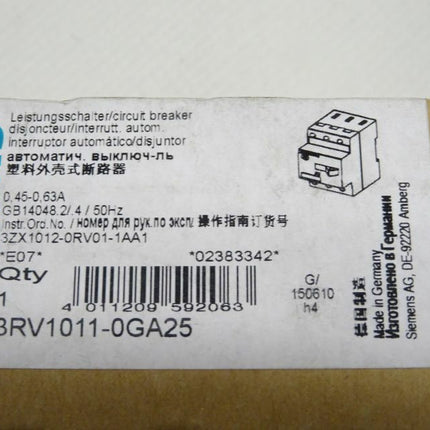 Leistungsschalter/circuit breaker
disjoncteur/interrutt. autom.
interruptor automático/disjuntor
автоматич. выключ-ль
塑料外壳式断路器
0,45-0,63A
GB14048.2/.4 / 50Hz
Instr.Oro.No. / номер для рук.по эксп/ 操作指南订货号
3ZX1012-0RV01-1AA1
*E07* *02383342*
Qty
1
4 011209 592063
G/
150610
h4
3RV1011-0GA25
德国制造
Made in Germany
Изготовлено в Германии
Siemens AG, DE-92220 Amberg